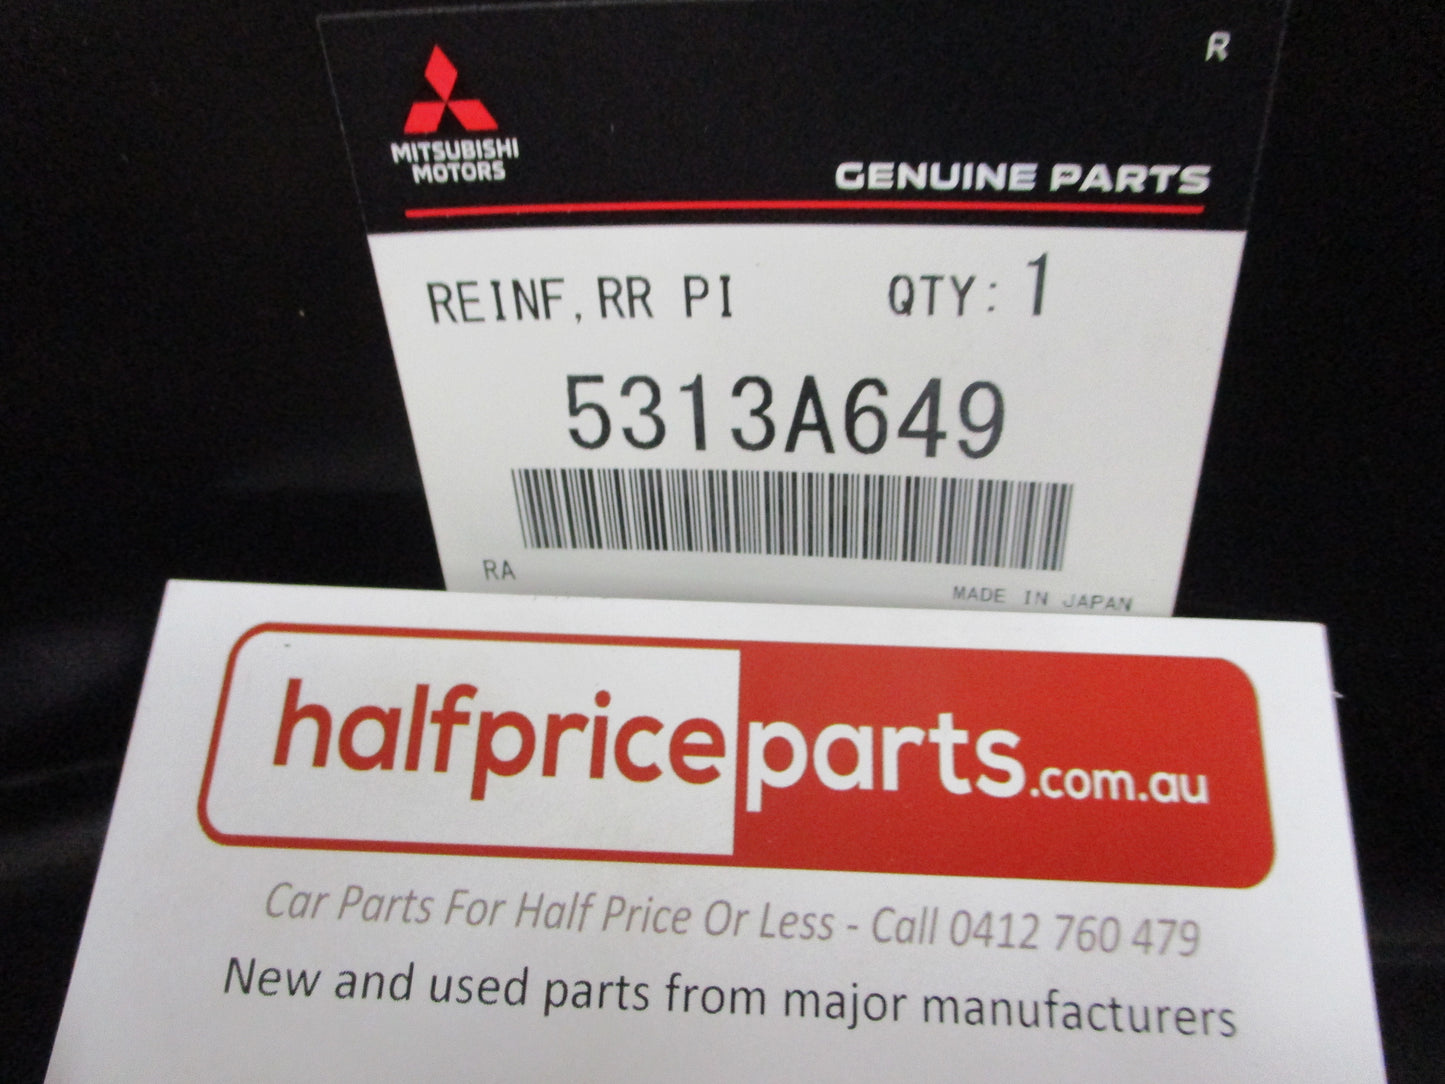 R
MITSUBISHI
MOTORS
GENUINE PARTS
REINF,RR PI QTY: 1
5313A649
RA
MADE IN JAPAN
halfpriceparts.com.au
Car Parts For Half Price Or Less - Call 0412 760 479
New and used parts from major manufacturers